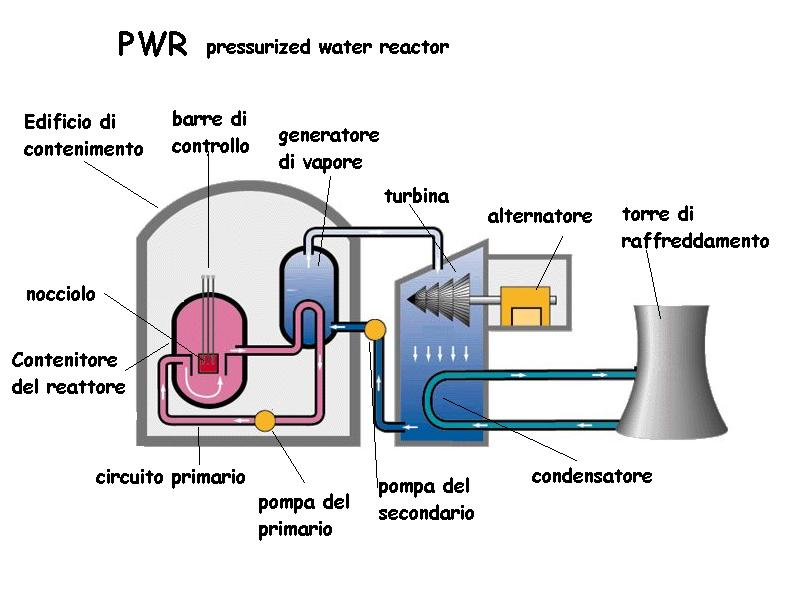 PWR pressurized water reactor
Edificio di
contenimento
barre di
controllo
generatore
di vapore
turbina
alternatore
torre di
raffreddamento
nocciolo
Contenitore
del reattore
circuito primario
pompa del
primario
pompa del
secondario
condensatore